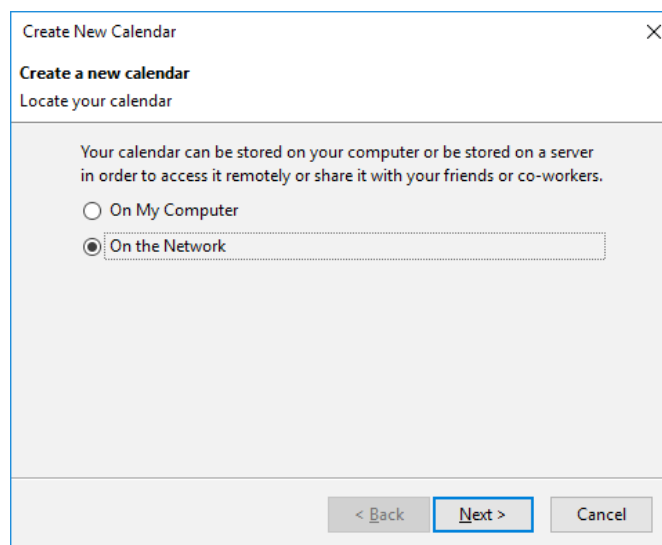 Create New Calendar
Create a new calendar
Locate your calendar
Your calendar can be stored on your computer or be stored on a server
in order to access it remotely or share it with your friends or co-workers.
On My Computer
On the Network
< Back
Next >
Cancel